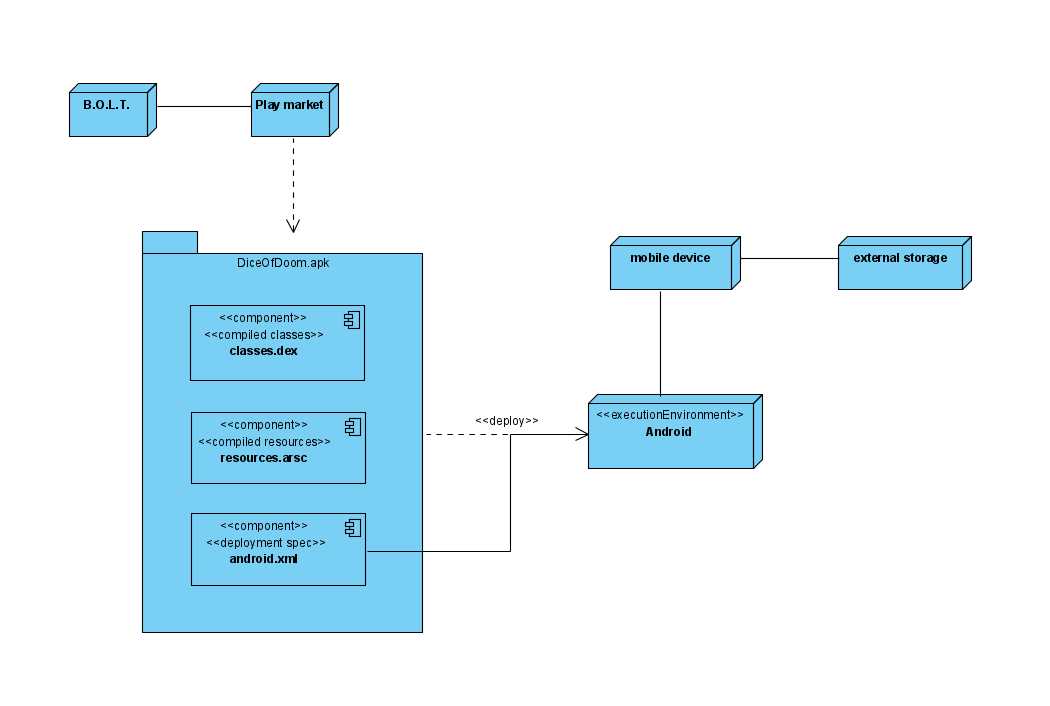 B.O.L.T.
Play market
DiceOfDoom.apk
<<component>>
<<compiled classes>>
classes.dex
<<component>>
<<compiled resources>>
resources.arsc
<<component>>
<<deployment spec>>
android.xml
<<deploy>>
mobile device
external storage
<<executionEnvironment>>
Android